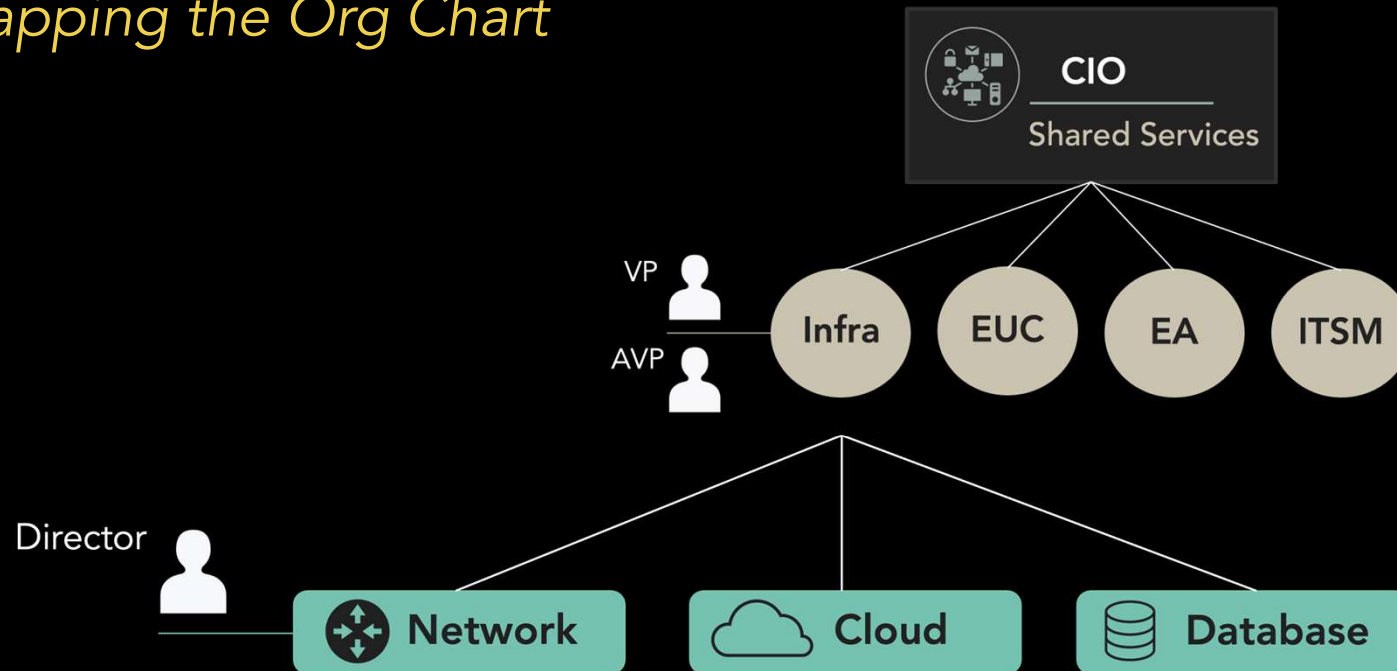 apping the Org Chart
CIO
Shared Services
VP
AVP
Infra
EUC
EA
ITSM
Director
Network
Cloud
Database